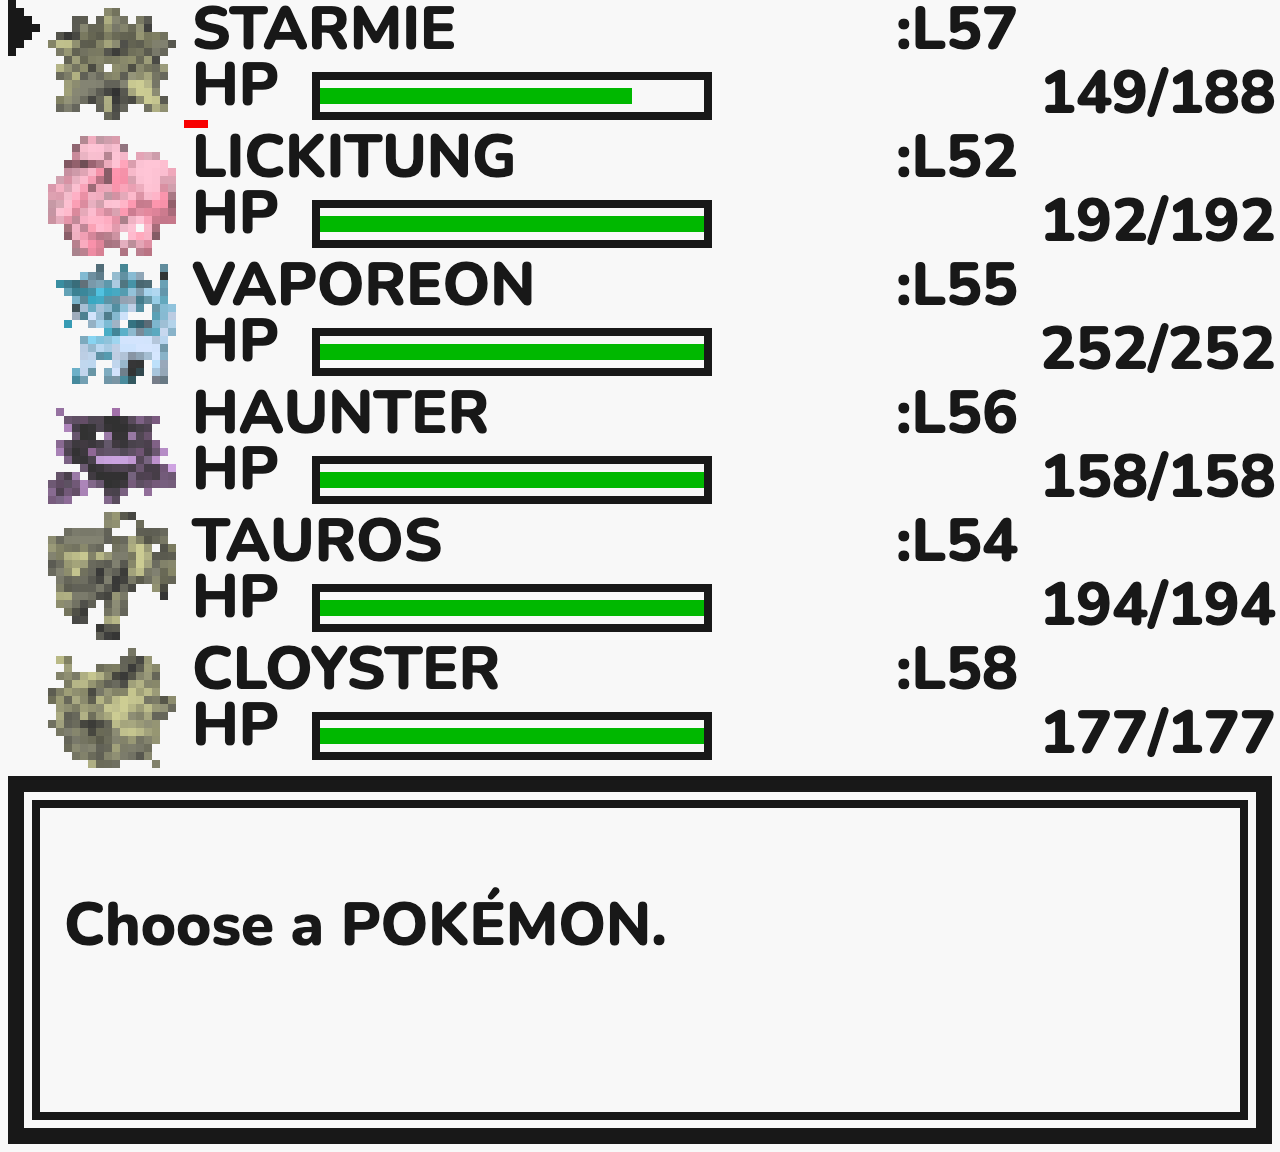 STARMIE :L57
HP 149/188
LICKITUNG :L52
HP 192/192
VAPOREON :L55
HP 252/252
HAUNTER :L56
HP 158/158
TAUROS :L54
HP 194/194
CLOYSTER :L58
HP 177/177
Choose a POKÉMON.